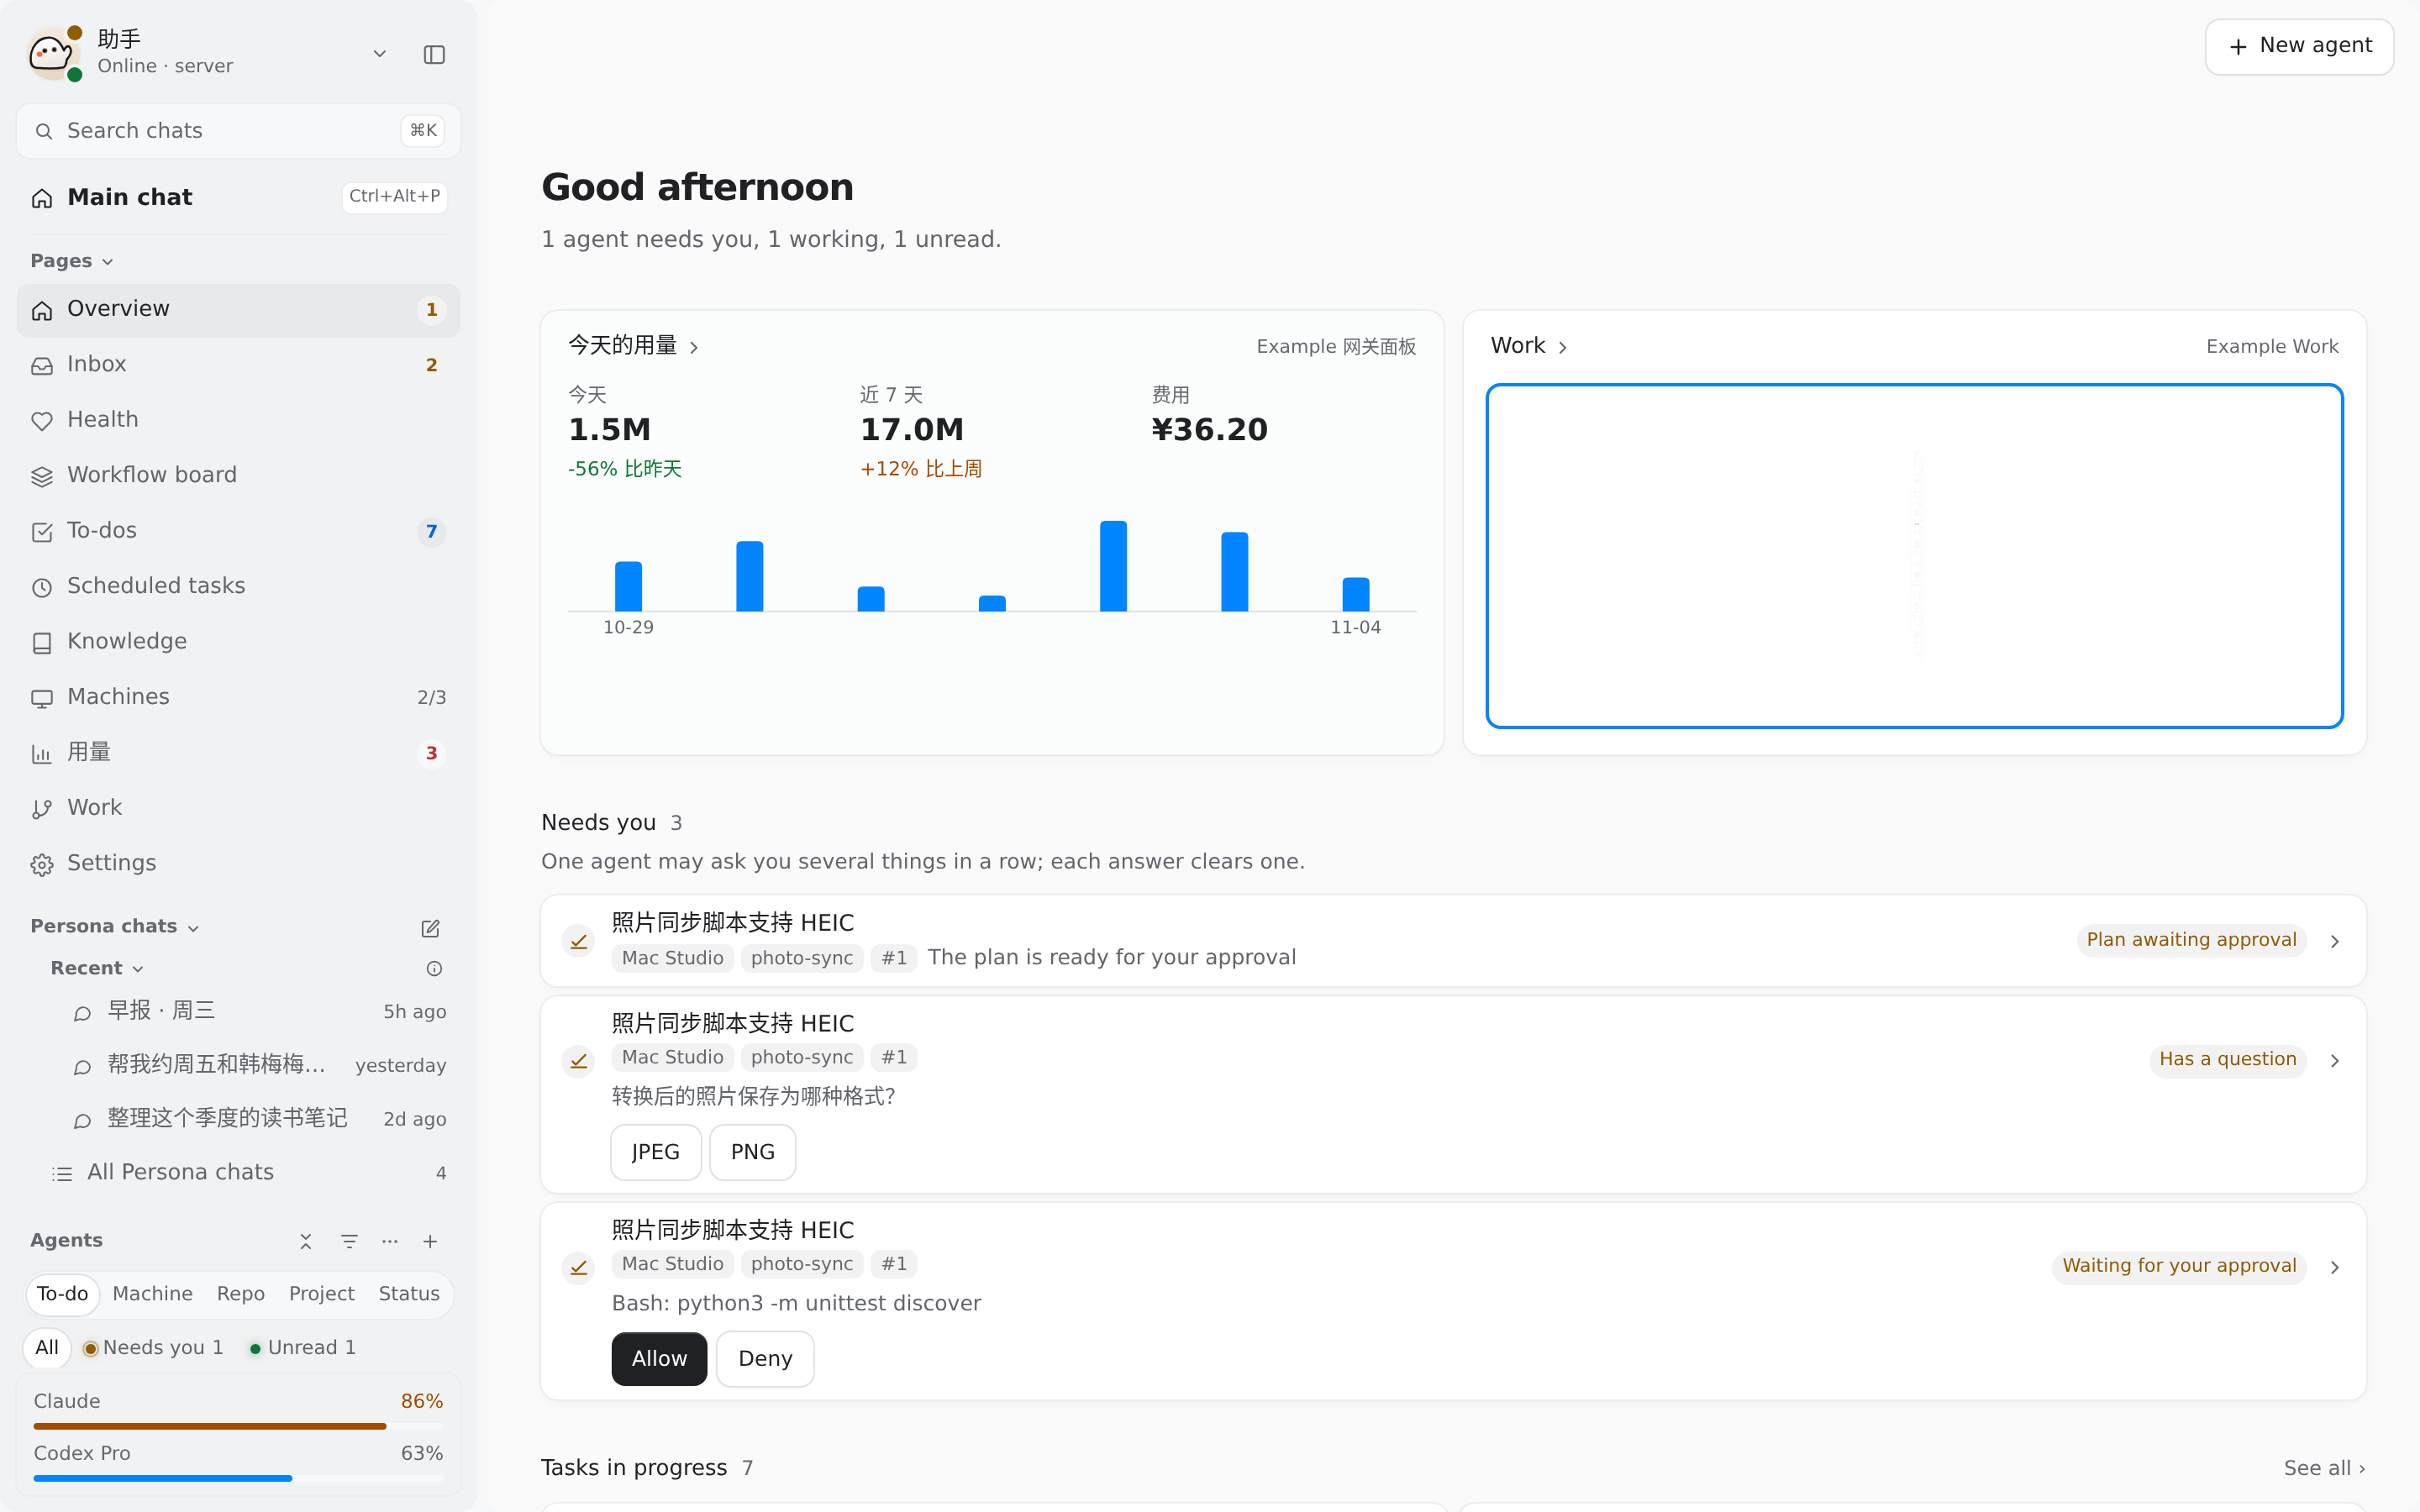 助手
Online · server
Search chats
⌘K
Main chat
Ctrl+Alt+P
Pages
Overview
1
Inbox
2
Health
Workflow board
To-dos
7
Scheduled tasks
Knowledge
Machines
2/3
用量
3
Work
Settings
Persona chats
Recent
早报 · 周三
5h ago
帮我约周五和韩梅梅…
yesterday
整理这个季度的读书笔记
2d ago
All Persona chats
4
Agents
To-do
Machine
Repo
Project
Status
All
Needs you 1
Unread 1
Claude
86%
Codex Pro
63%
New agent
Good afternoon
1 agent needs you, 1 working, 1 unread.
今天的用量
Example 网关面板
今天
近 7 天
费用
1.5M
17.0M
¥36.20
-56% 比昨天
+12% 比上周
10-29
11-04
Work
Example Work
Needs you 3
One agent may ask you several things in a row; each answer clears one.
照片同步脚本支持 HEIC
Mac Studio photo-sync #1 The plan is ready for your approval
Plan awaiting approval
照片同步脚本支持 HEIC
Mac Studio photo-sync #1
转换后的照片保存为哪种格式？
JPEG
PNG
Has a question
照片同步脚本支持 HEIC
Mac Studio photo-sync #1
Bash: python3 -m unittest discover
Allow
Deny
Waiting for your approval
Tasks in progress 7
See all ›